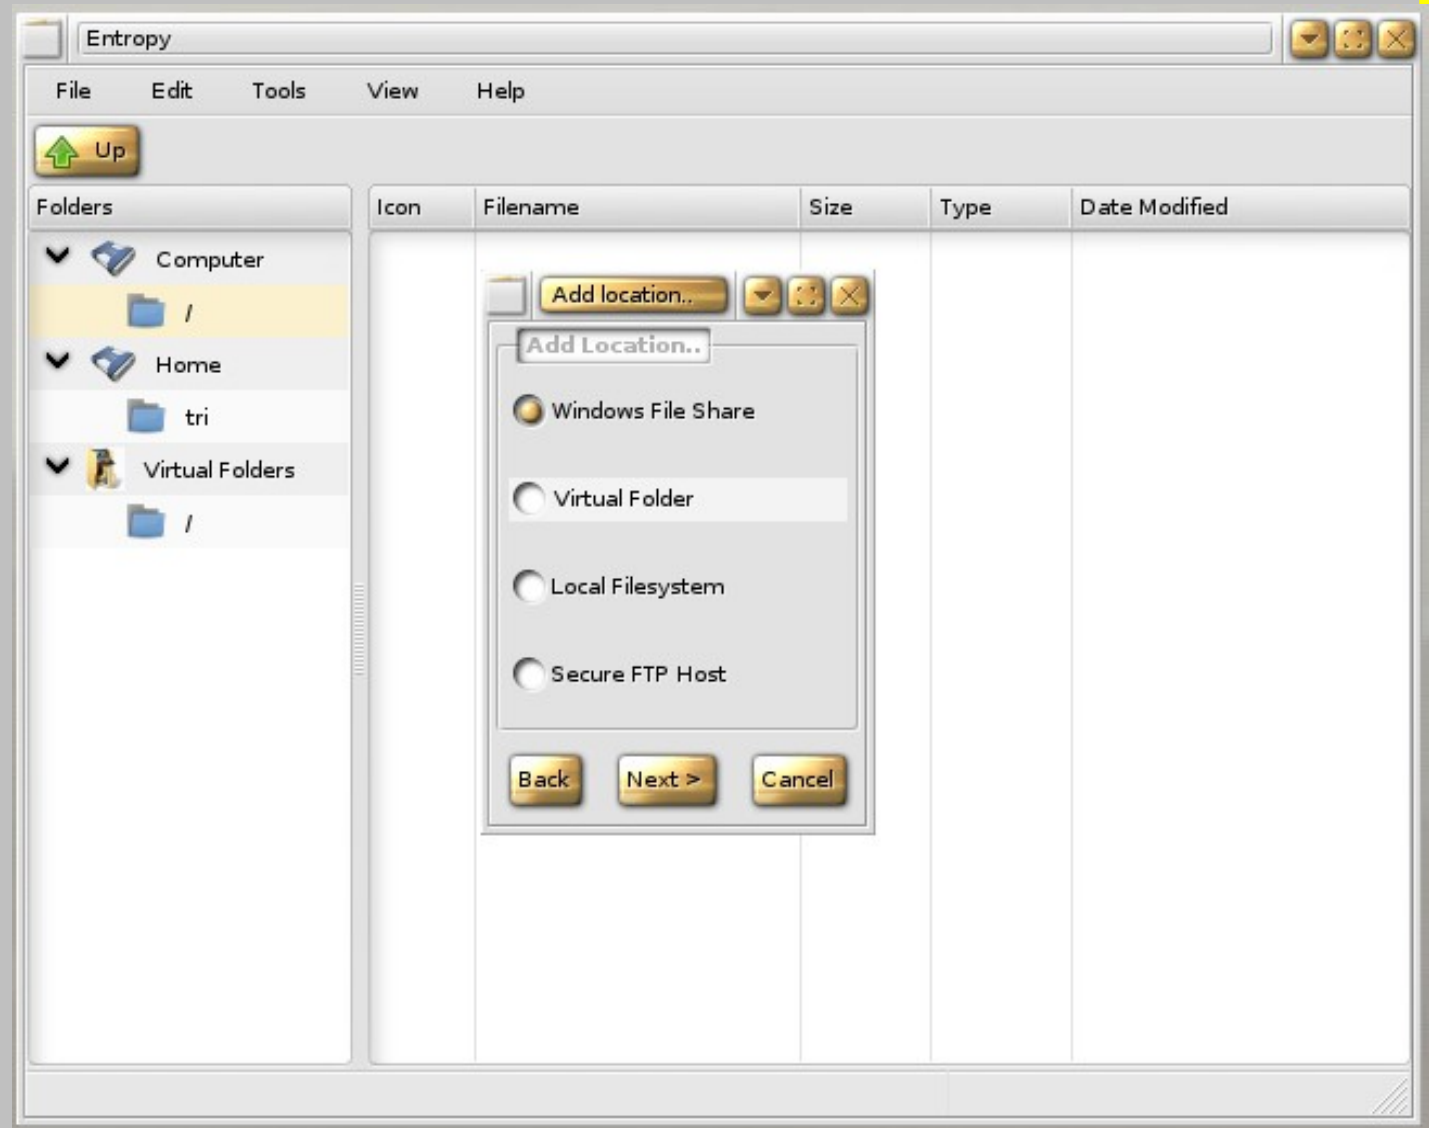 Entropy
File Edit Tools View Help
Up
Folders
Icon Filename Size Type Date Modified
Computer
/
Home
tri
Virtual Folders
/
Add location..
Add Location..
Windows File Share
Virtual Folder
Local Filesystem
Secure FTP Host
Back Next > Cancel